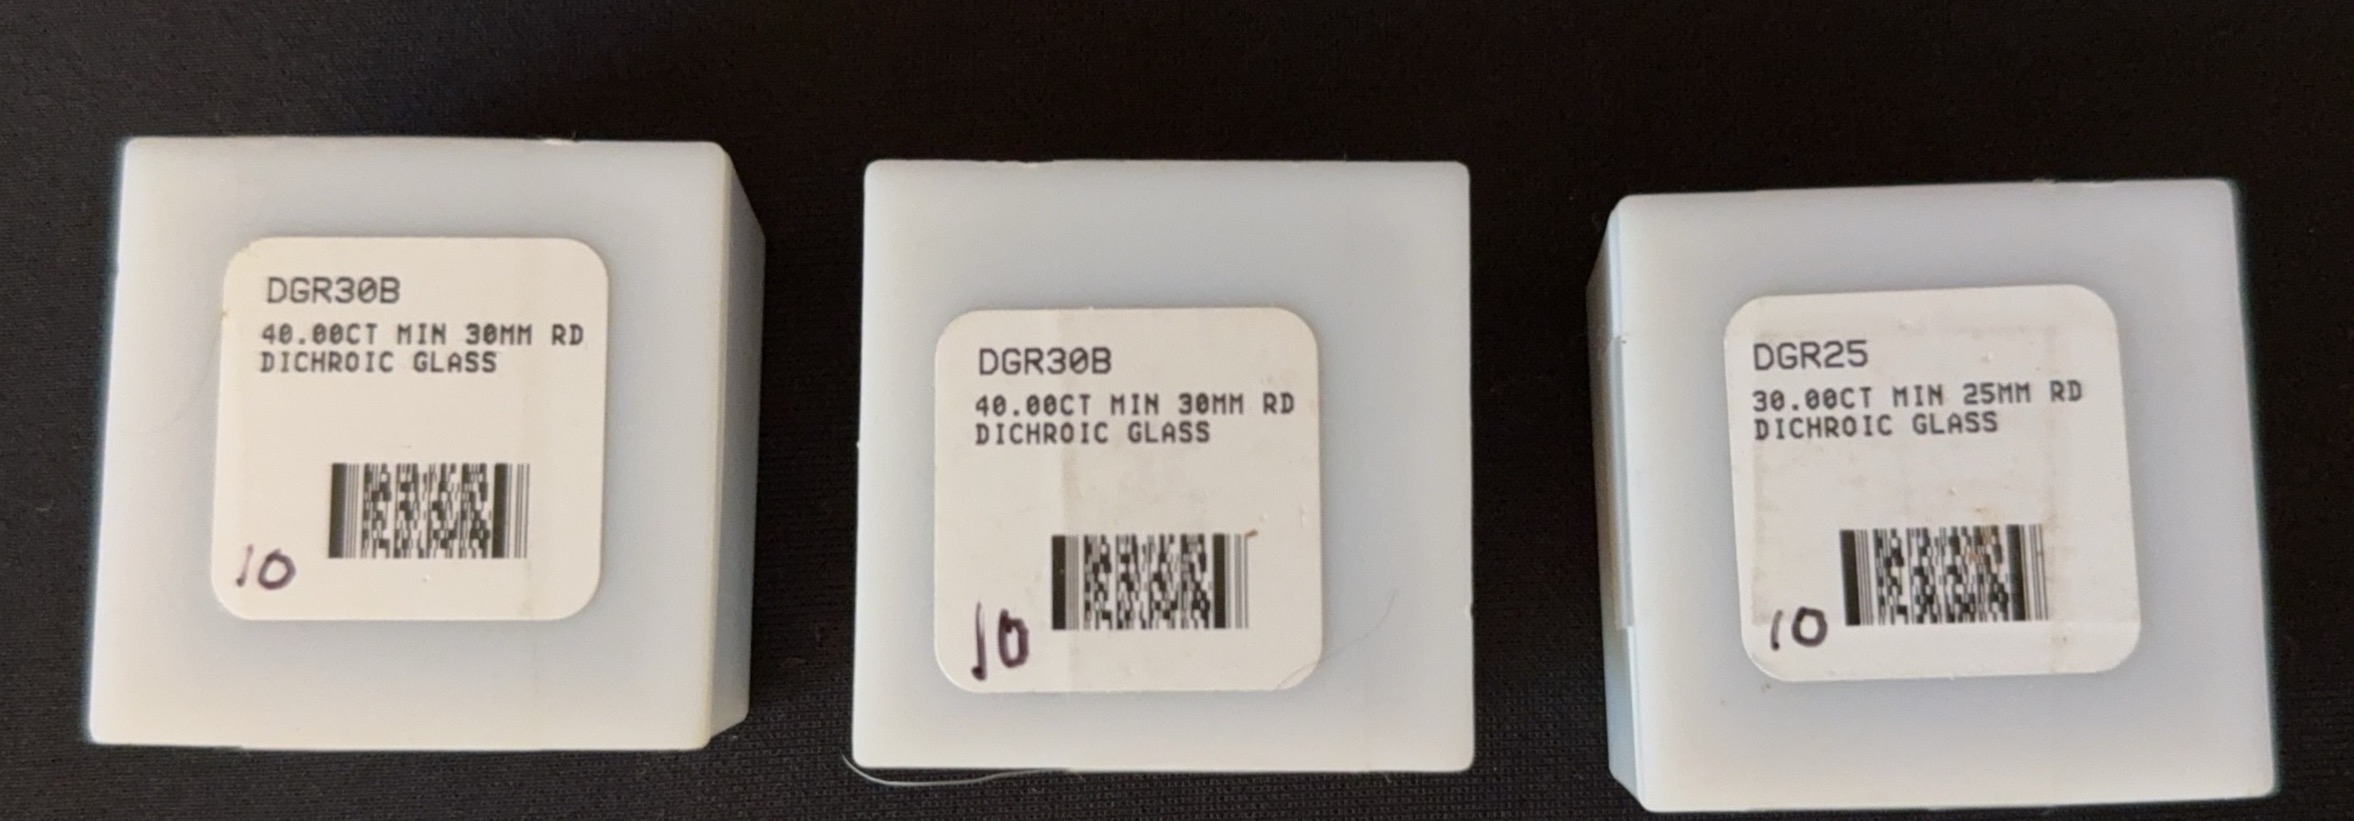 DGR30B
40.00CT MIN 30MM RD
DICHROIC GLASS
10
DGR30B
40.00CT MIN 30MM RD
DICHROIC GLASS
10
DGR25
30.00CT MIN 25MM RD
DICHROIC GLASS
10